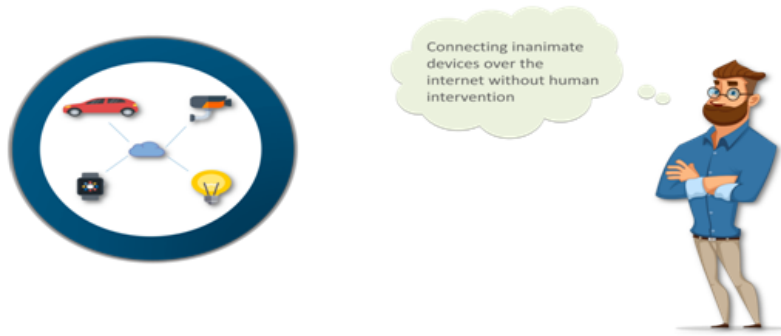 Connecting inanimate
devices over the
internet without human
intervention